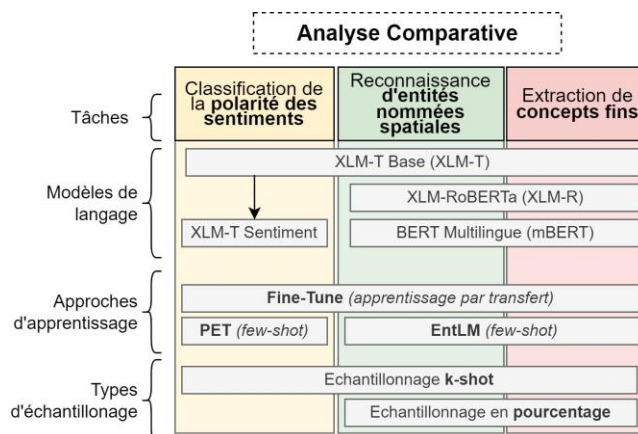 Analyse Comparative
Tâches
Classification de
la polarité des
sentiments
Reconnaissance
d'entités
nommées
spatiales
Extraction de
concepts fins
Modèles de
langage
XLM-T Base (XLM-T)
XLM-RoBERTa (XLM-R)
XLM-T Sentiment
BERT Multilingue (mBERT)
Approches
d'apprentissage
Fine-Tune (apprentissage par transfert)
PET (few-shot)
EntLM (few-shot)
Types
d'échantillonage
Echantillonnage k-shot
Echantillonnage en pourcentage